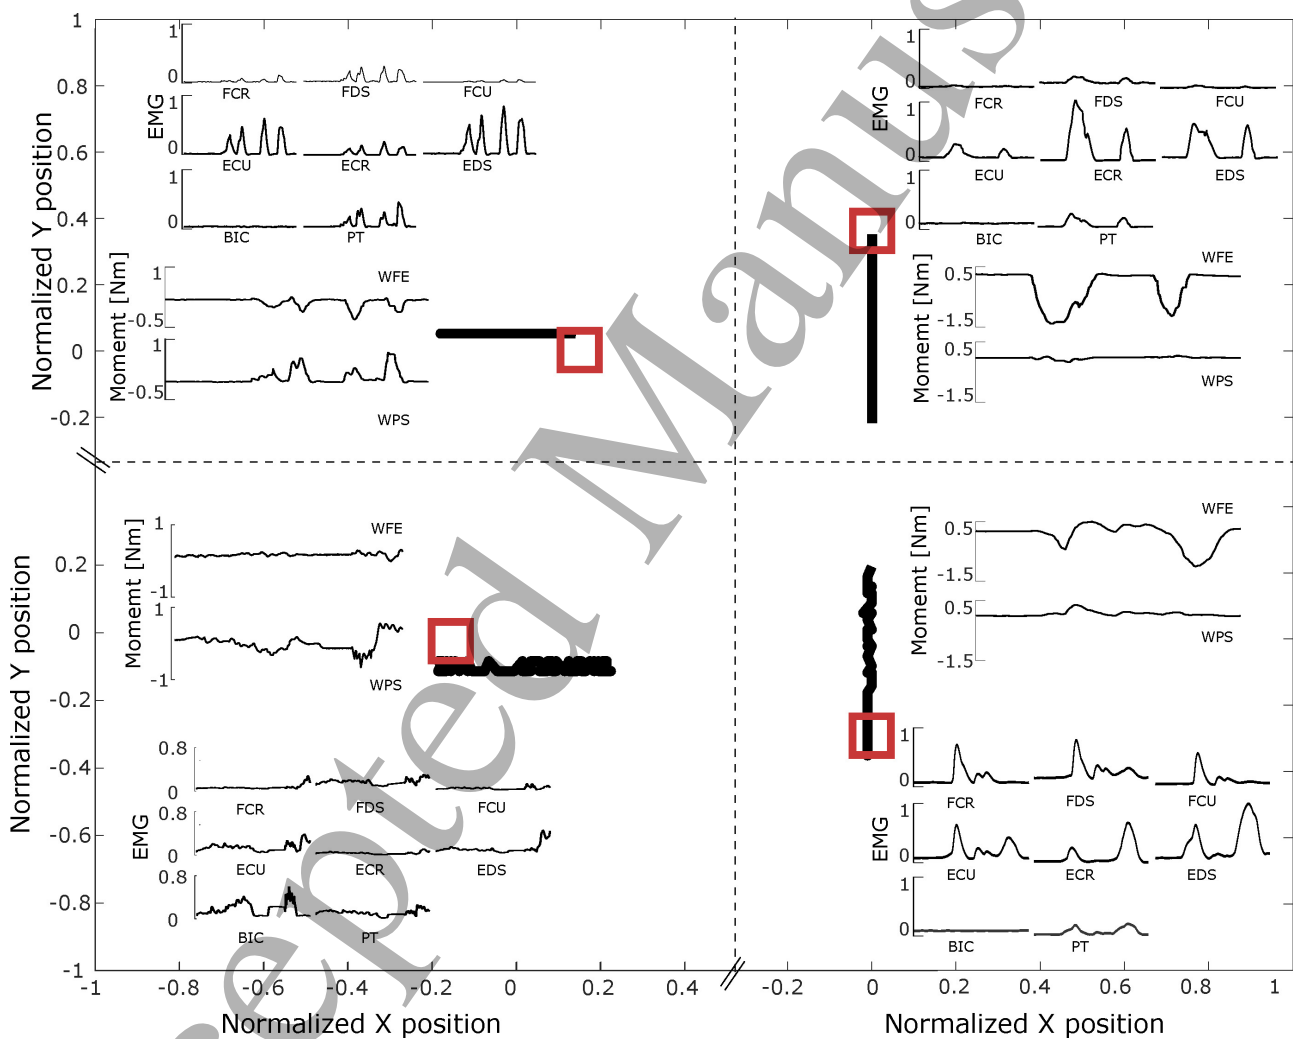 1
0.8
0.6
0.4
0.2
0
-0.2
Normalized Y position
1
0
FCR
FDS
FCU
EMG
1
0
ECU
ECR
EDS
1
0
BIC
PT
Momemt [Nm]
1
-0.5
WFE
1
-0.5
WPS
EMG
1
0
FCR
FDS
FCU
1
0
ECU
ECR
EDS
1
0
BIC
PT
Momemt [Nm]
0.5
-1.5
WFE
0.5
-1.5
WPS
0.2
0
-0.2
-0.4
-0.6
-0.8
-1
Normalized Y position
Momemt [Nm]
1
-1
WFE
1
-1
WPS
EMG
0.8
0
FCR
FDS
FCU
0.8
0
ECU
ECR
EDS
0.8
0
BIC
PT
Momemt [Nm]
0.5
-1.5
WFE
0.5
-1.5
WPS
EMG
1
0
FCR
FDS
FCU
1
0
ECU
ECR
EDS
1
0
BIC
PT
-1 -0.8 -0.6 -0.4 -0.2 0 0.2 0.4 -0.2 0 0.2 0.4 0.6 0.8 1
Normalized X position Normalized X position
epted Manus